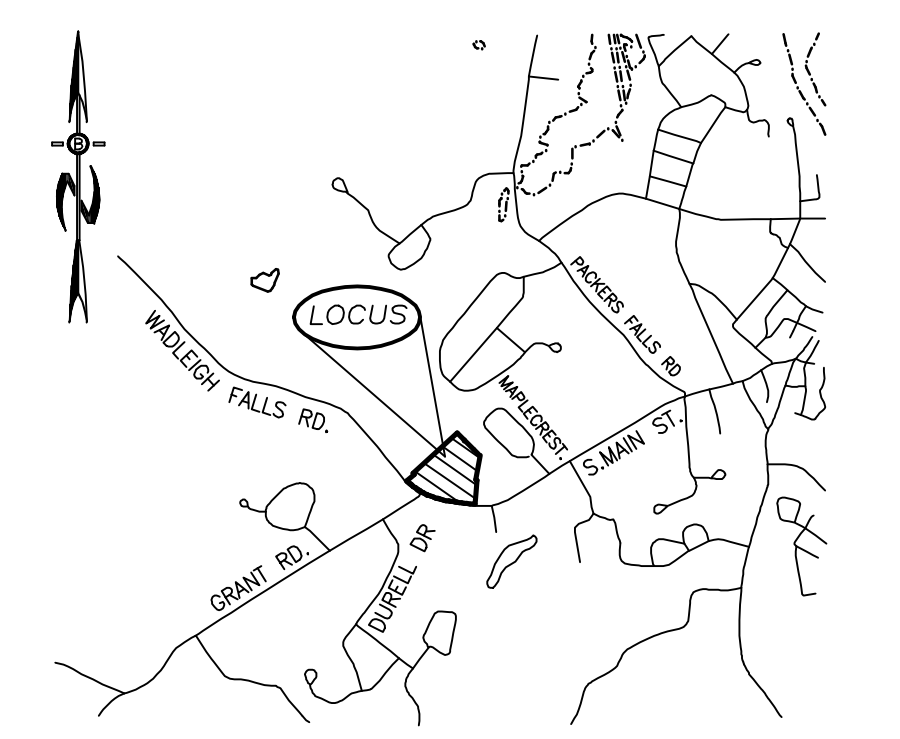 B
LOCUS
PACKERS FALLS RD
WADLEIGH FALLS RD.
MAPLECREST.
S.MAIN ST.
GRANT RD.
DURELL DR